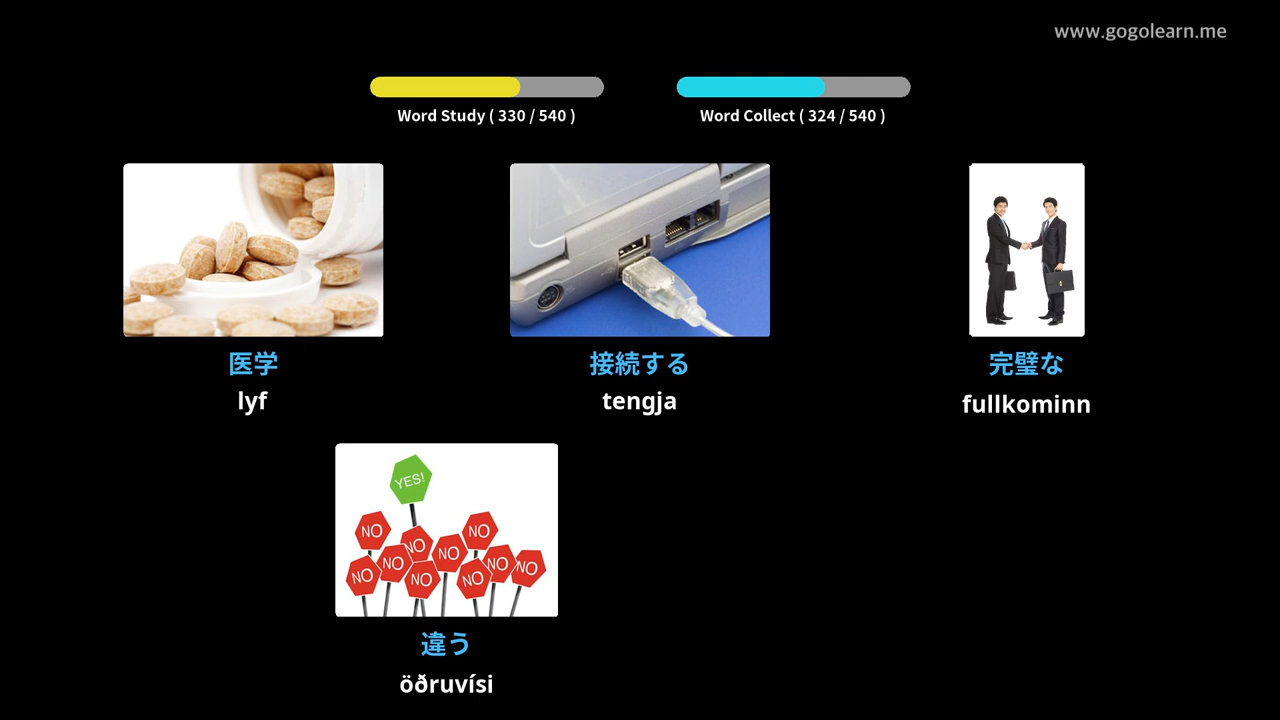 www.gogolearn.me
Word Study ( 330 / 540 )
Word Collect ( 324 / 540 )
医学
lyf
接続する
tengja
完璧な
fullkominn
YES!
NO
NO
NO
NO
NO
NO
NO
NO
NO
NO
違う
öðruvísi